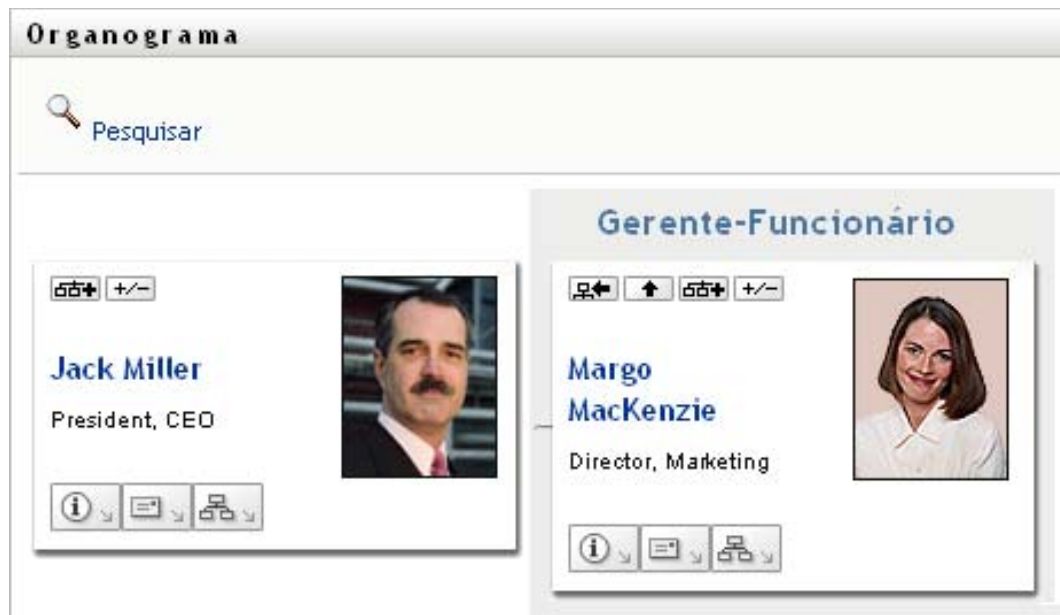 Organograma
Pesquisar
Gerente-Funcionário
+/-
Jack Miller
President, CEO
+/-
Margo
MacKenzie
Director, Marketing